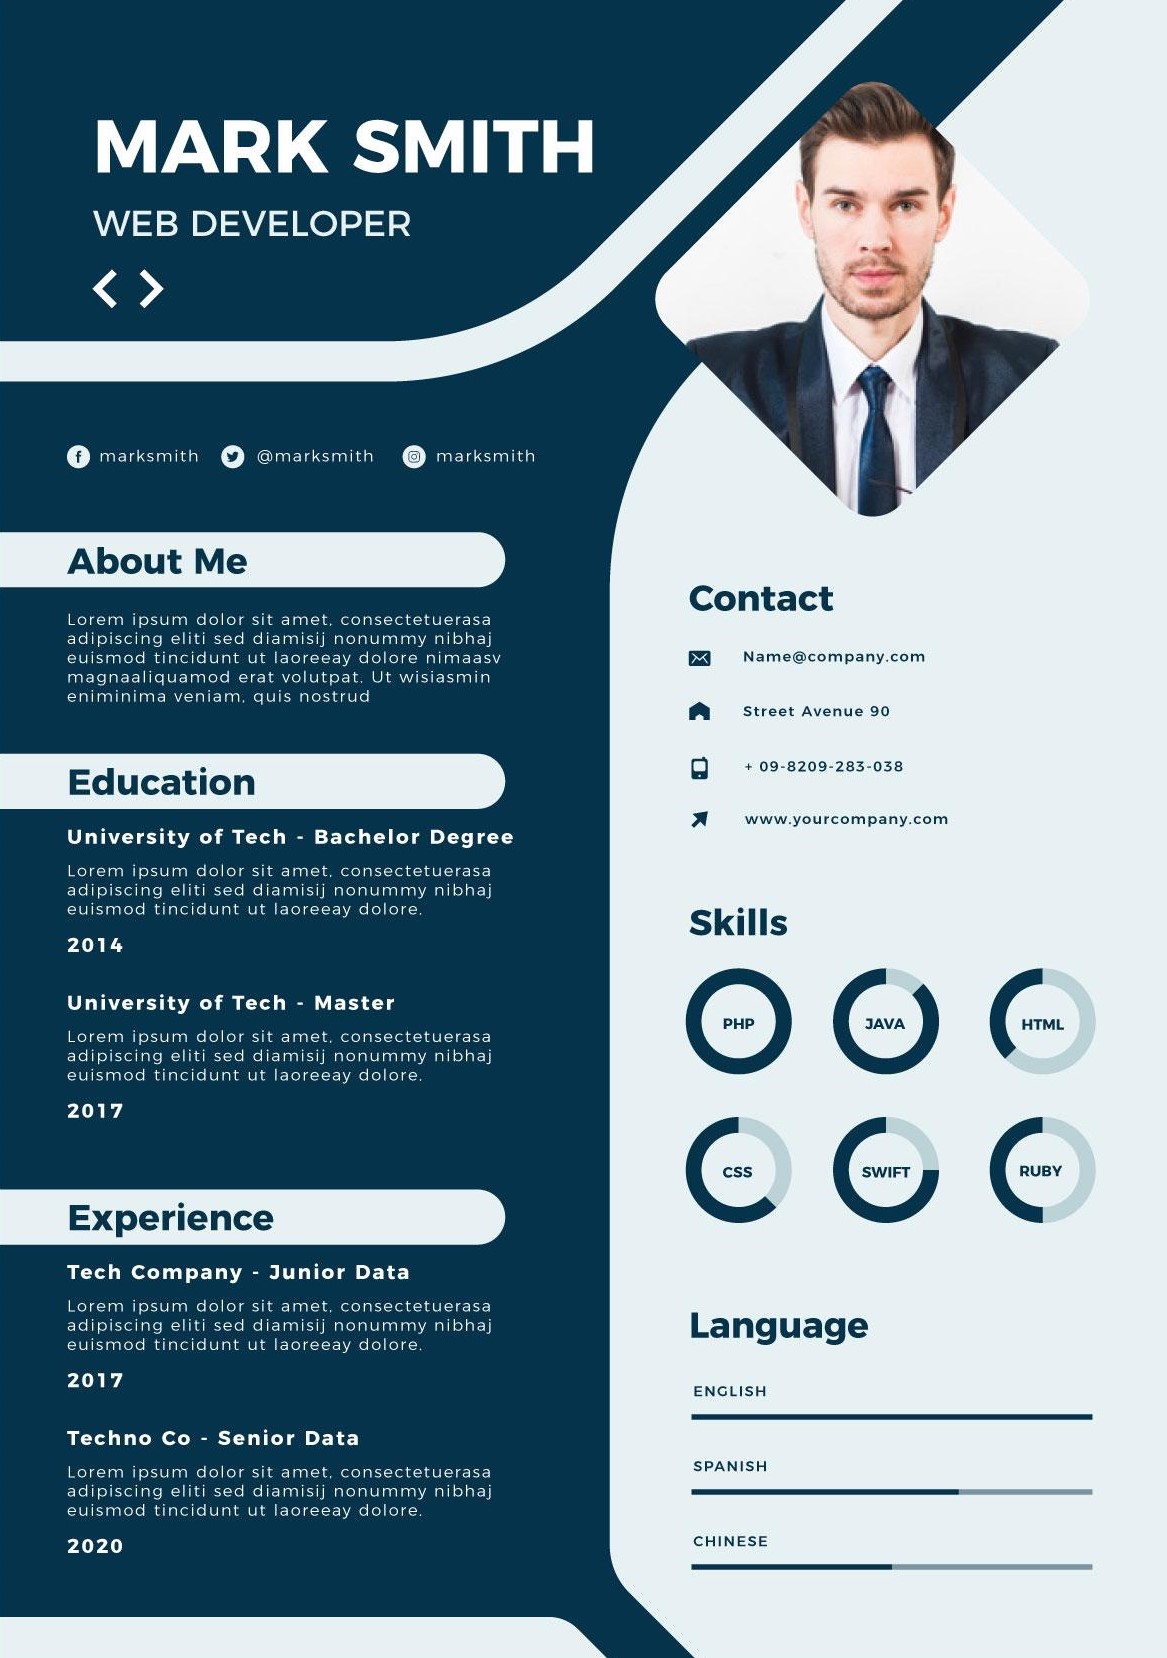 MARK SMITH
WEB DEVELOPER
marksmith @marksmith marksmith
About Me
Lorem ipsum dolor sit amet, consectetuerasa
adipiscing eliti sed diamisij nonummy nibhaj
euismod tincidunt ut laoreeay dolore nimaasv
magnaaliquamod erat volutpat. Ut wisiasmin
eniminima veniam, quis nostrud
Education
University of Tech - Bachelor Degree
Lorem ipsum dolor sit amet, consectetuerasa
adipiscing eliti sed diamisij nonummy nibhaj
euismod tincidunt ut laoreeay dolore.
2014
University of Tech - Master
Lorem ipsum dolor sit amet, consectetuerasa
adipiscing eliti sed diamisij nonummy nibhaj
euismod tincidunt ut laoreeay dolore.
2017
Experience
Tech Company - Junior Data
Lorem ipsum dolor sit amet, consectetuerasa
adipiscing eliti sed diamisij nonummy nibhaj
euismod tincidunt ut laoreeay dolore.
2017
Techno Co - Senior Data
Lorem ipsum dolor sit amet, consectetuerasa
adipiscing eliti sed diamisij nonummy nibhaj
euismod tincidunt ut laoreeay dolore.
2020
Contact
Name@company.com
Street Avenue 90
+ 09-8209-283-038
www.yourcompany.com
Skills
PHP JAVA HTML
CSS SWIFT RUBY
Language
ENGLISH
SPANISH
CHINESE